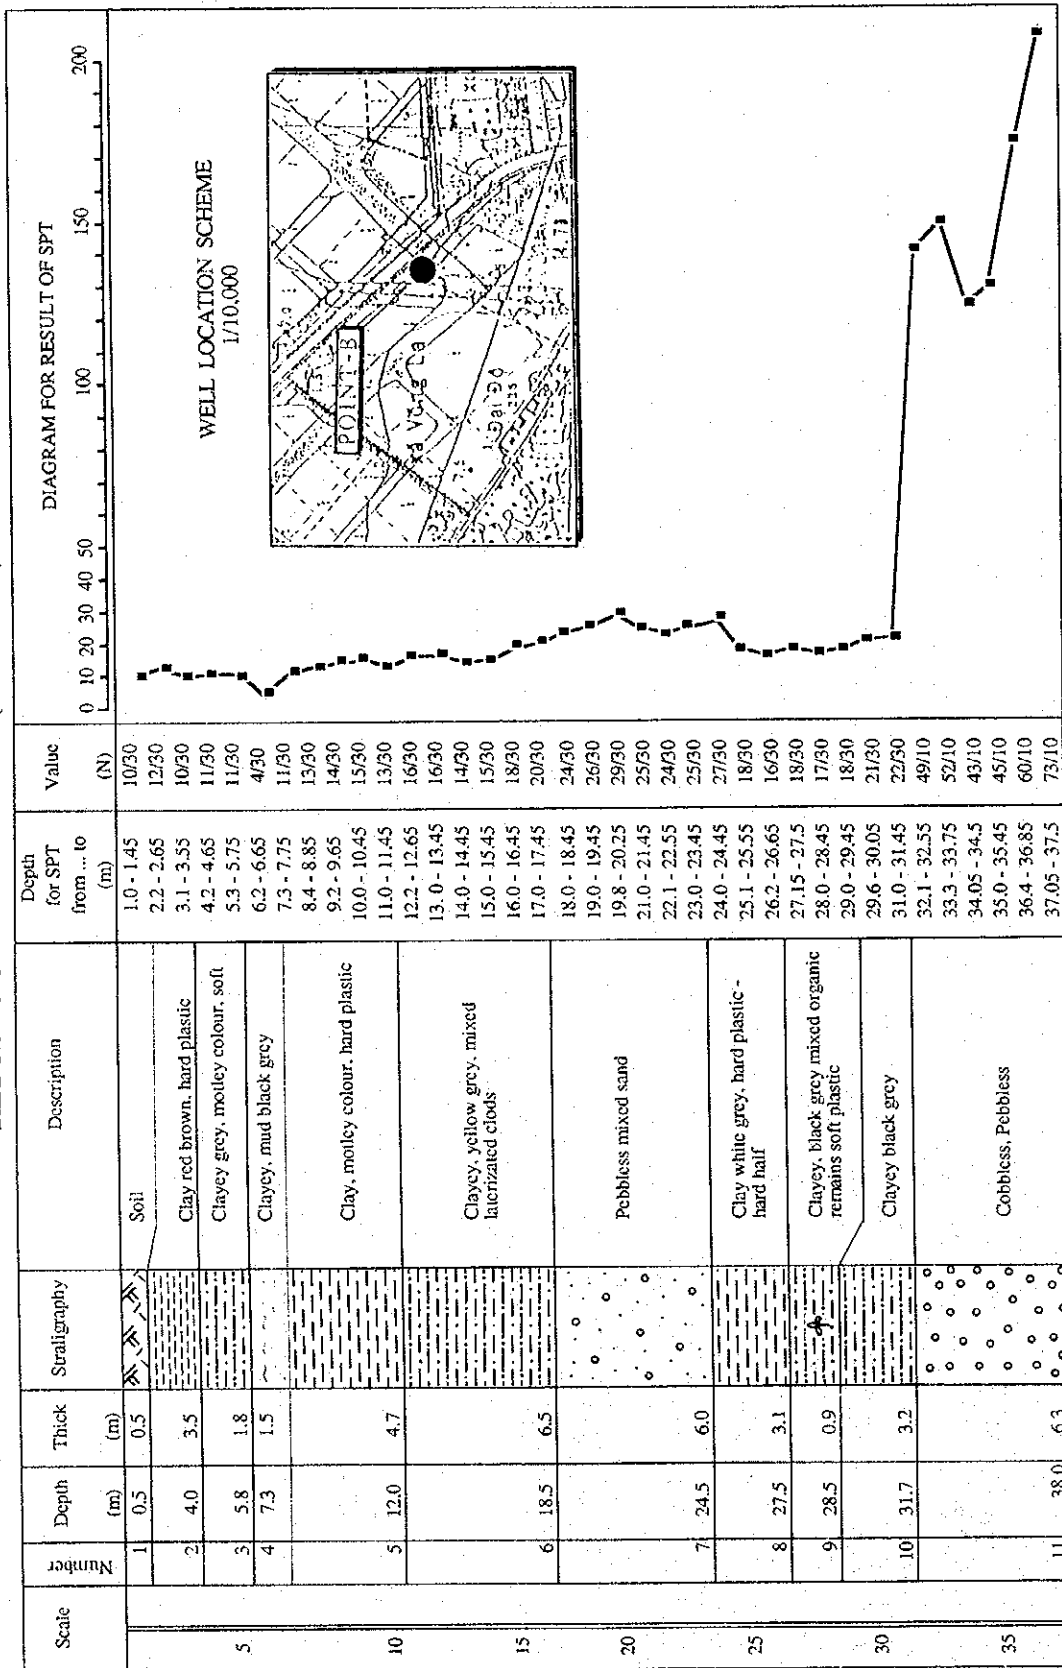 Scale
Number
Depth
(m)
Thick
(m)
Straligraphy
Description
Depth
for SPT
from ... to
(m)
Value
(N)
DIAGRAM FOR RESULT OF SPT
0 10 20 30 40 50 100 150 200
WELL LOCATION SCHEME
1/10,000
POINT-B
Xã Võng La
Đại Độ
5
10
15
20
25
30
35
1 0.5 0.5 Soil
2 4.0 3.5 Clay red brown, hard plastic
3 5.8 1.8 Clayey grey, motley colour, soft
4 7.3 1.5 Clayey, mud black grey
5 12.0 4.7 Clay, motley colour, hard plastic
6 18.5 6.5 Clayey, yellow grey, mixed
laterizated clods
7 24.5 6.0 Pebbless mixed sand
8 27.5 3.1 Clay white grey, hard plastic -
hard half
9 28.5 0.9 Clayey, black grey mixed organic
remains soft plastic
10 31.7 3.2 Clayey black grey
11 38.0 6.3 Cobbless, Pebbless
1.0 - 1.45 10/30
2.2 - 2.65 12/30
3.1 - 3.55 10/30
4.2 - 4.65 11/30
5.3 - 5.75 11/30
6.2 - 6.65 4/30
7.3 - 7.75 11/30
8.4 - 8.85 13/30
9.2 - 9.65 14/30
10.0 - 10.45 15/30
11.0 - 11.45 13/30
12.2 - 12.65 16/30
13.0 - 13.45 16/30
14.0 - 14.45 14/30
15.0 - 15.45 15/30
16.0 - 16.45 18/30
17.0 - 17.45 20/30
18.0 - 18.45 24/30
19.0 - 19.45 26/30
19.8 - 20.25 29/30
21.0 - 21.45 25/30
22.1 - 22.55 24/30
23.0 - 23.45 25/30
24.0 - 24.45 27/30
25.1 - 25.55 18/30
26.2 - 26.65 16/30
27.15 - 27.5 18/30
28.0 - 28.45 17/30
29.0 - 29.45 18/30
29.6 - 30.05 21/30
31.0 - 31.45 22/30
32.1 - 32.55 49/10
33.3 - 33.75 52/10
34.05 - 34.5 43/10
35.0 - 35.45 45/10
36.4 - 36.85 60/10
37.05 - 37.5 73/10